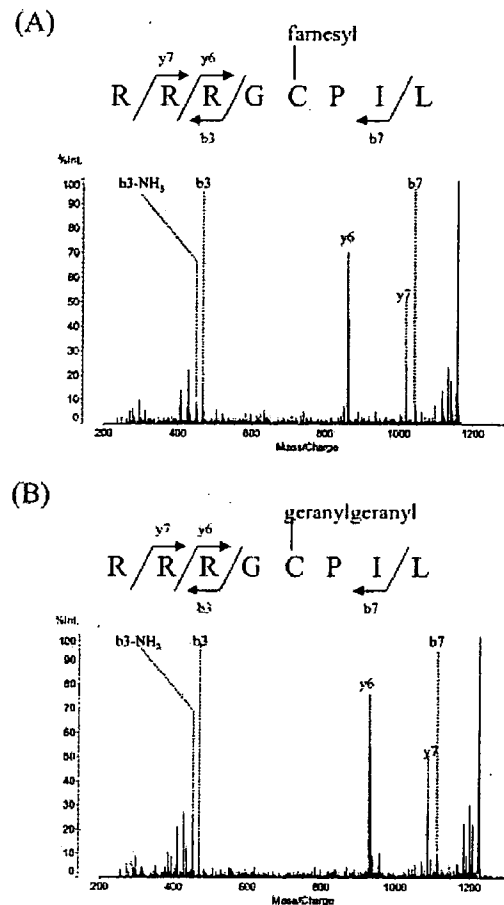 (A)
farnesyl
y7 y6
R R R G C P I L
b3 b7
%Int.
b3-NH3 b3 b7
100
90
80
70
60
50
40
30
20
10
0
y6
y7
200 400 600 800 1000 1200
Mass/Charge
(B)
geranylgeranyl
y7 y6
R R R G C P I L
b3 b7
%Int.
b3-NH3 b3 b7
100
90
80
70
60
50
40
30
20
10
0
y6
y7
200 400 600 800 1000 1200
Mass/Charge